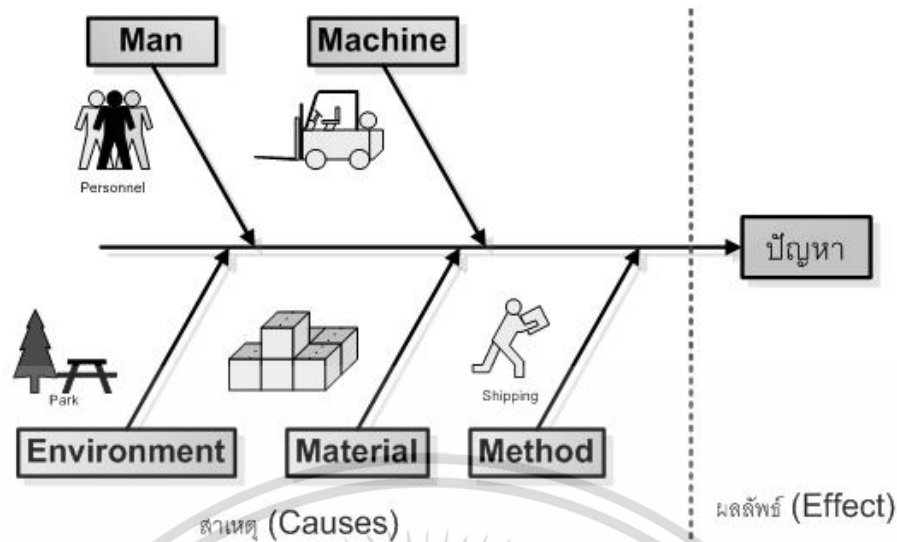 Man
Machine
Personnel
ปัญหา
Park
Shipping
Environment
Material
Method
สาเหตุ (Causes)
ผลลัพธ์ (Effect)